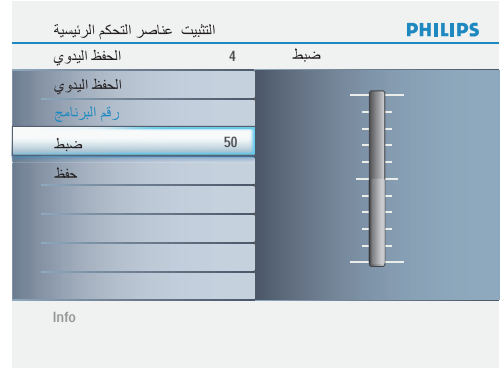 PHILIPS
التثبيت عناصر التحكم الرئيسية
الحفظ اليدوي 4 ضبط
الحفظ اليدوي
رقم البرنامج
ضبط 50
حفظ
Info